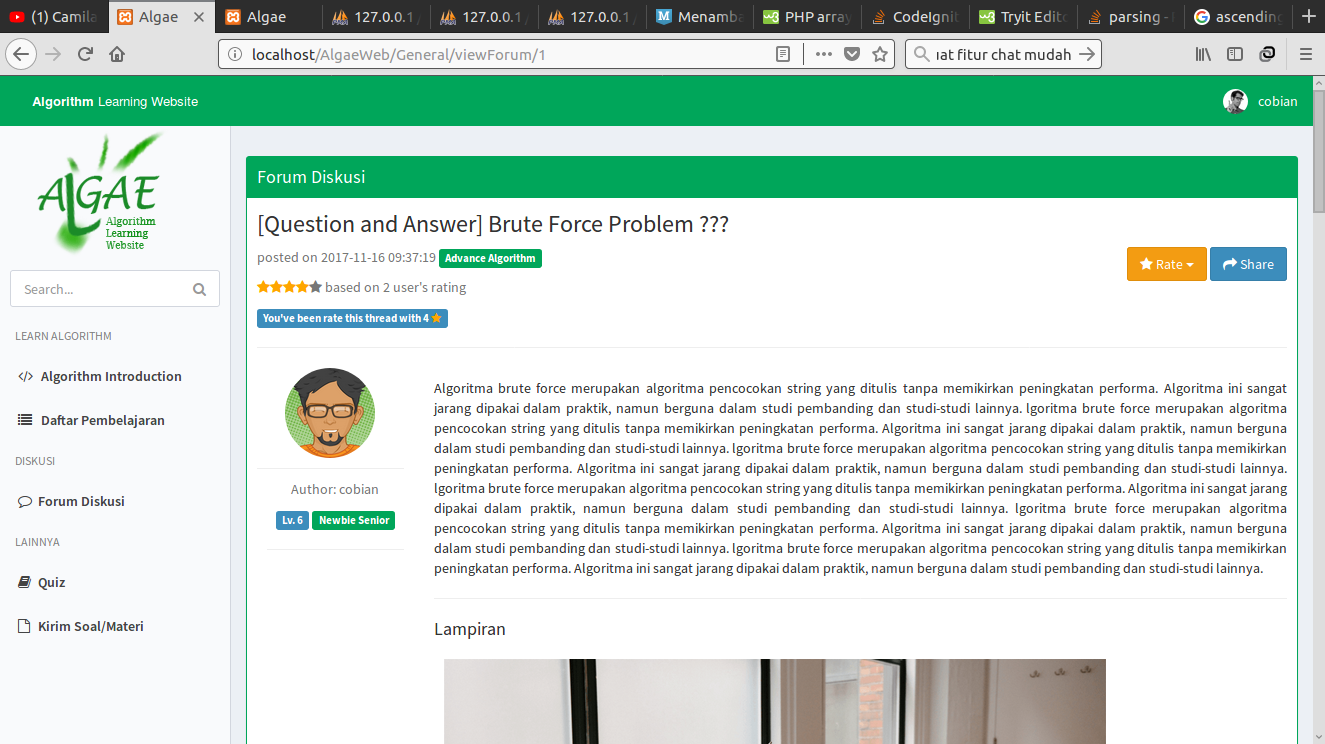 (1) Camila
Algae
Algae
127.0.0.1
127.0.0.1
127.0.0.1
Menamba
PHP array
CodeIgnit
Tryit Edito
parsing -
ascending
localhost/AlgaeWeb/General/viewForum/1
uat fitur chat mudah
Algorithm Learning Website
cobian
ALGAE
Algorithm
Learning
Website
Search...
LEARN ALGORITHM
Algorithm Introduction
Daftar Pembelajaran
DISKUSI
Forum Diskusi
LAINNYA
Quiz
Kirim Soal/Materi
Forum Diskusi
[Question and Answer] Brute Force Problem ???
posted on 2017-11-16 09:37:19 Advance Algorithm
Rate
Share
based on 2 user's rating
You've been rate this thread with 4
Author: cobian
Lv. 6 Newbie Senior
Algoritma brute force merupakan algoritma pencocokan string yang ditulis tanpa memikirkan peningkatan performa. Algoritma ini sangat
jarang dipakai dalam praktik, namun berguna dalam studi pembanding dan studi-studi lainnya. lgoritma brute force merupakan algoritma
pencocokan string yang ditulis tanpa memikirkan peningkatan performa. Algoritma ini sangat jarang dipakai dalam praktik, namun berguna
dalam studi pembanding dan studi-studi lainnya. lgoritma brute force merupakan algoritma pencocokan string yang ditulis tanpa memikirkan
peningkatan performa. Algoritma ini sangat jarang dipakai dalam praktik, namun berguna dalam studi pembanding dan studi-studi lainnya.
lgoritma brute force merupakan algoritma pencocokan string yang ditulis tanpa memikirkan peningkatan performa. Algoritma ini sangat jarang
dipakai dalam praktik, namun berguna dalam studi pembanding dan studi-studi lainnya. lgoritma brute force merupakan algoritma
pencocokan string yang ditulis tanpa memikirkan peningkatan performa. Algoritma ini sangat jarang dipakai dalam praktik, namun berguna
dalam studi pembanding dan studi-studi lainnya. lgoritma brute force merupakan algoritma pencocokan string yang ditulis tanpa memikirkan
peningkatan performa. Algoritma ini sangat jarang dipakai dalam praktik, namun berguna dalam studi pembanding dan studi-studi lainnya.
Lampiran